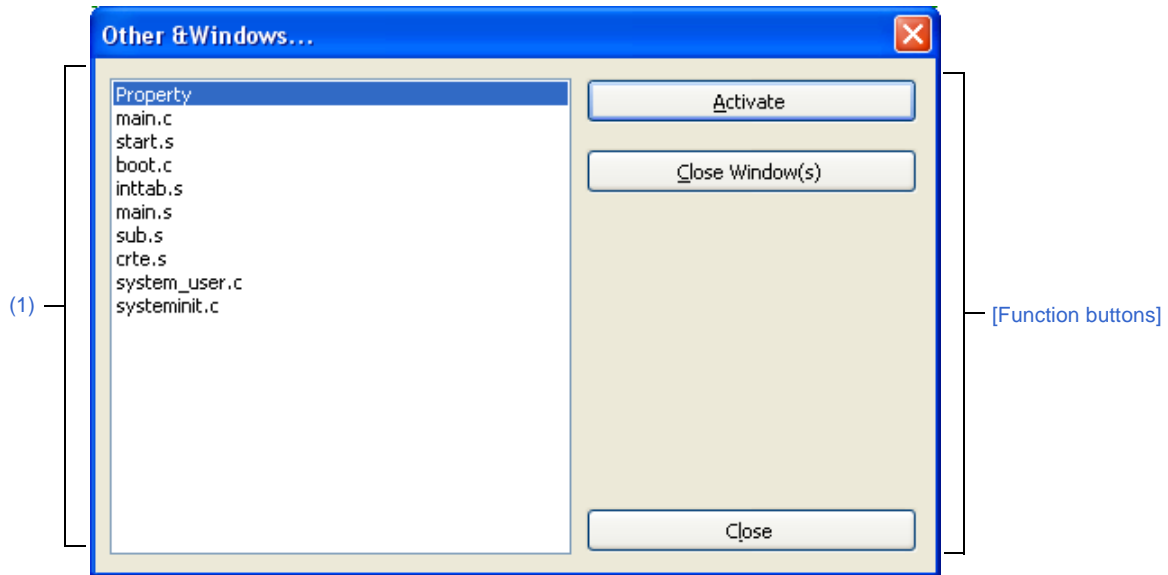 Other &Windows...
Property
main.c
start.s
boot.c
inttab.s
main.s
sub.s
crte.s
system_user.c
systeminit.c
Activate
Close Window(s)
Close
(1)
[Function buttons]